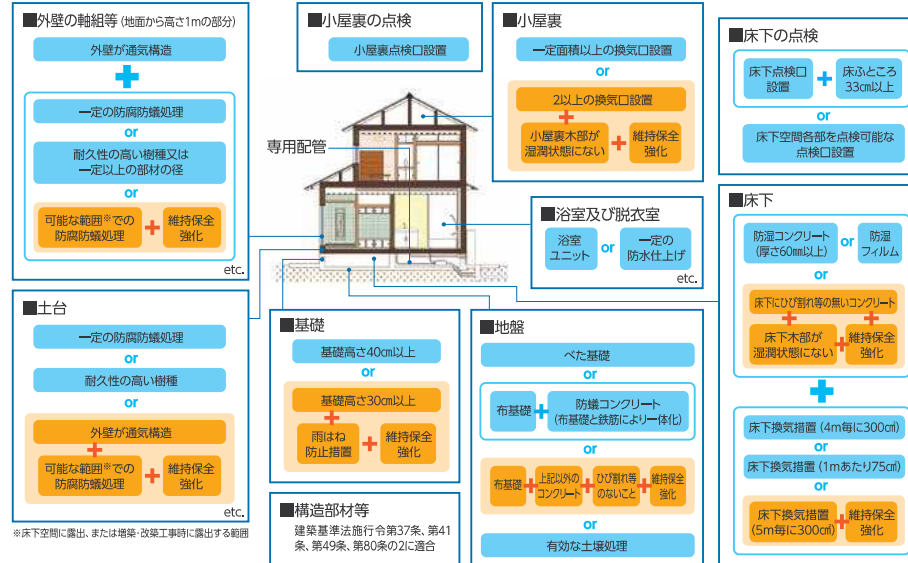 ■外壁の軸組等（地面から高さ1mの部分）
外壁が通気構造
+
一定の防腐防蟻処理
or
耐久性の高い樹種又は
一定以上の部材の径
or
可能な範囲※での
防腐防蟻処理
+
維持保全
強化
etc.
■土台
一定の防腐防蟻処理
or
耐久性の高い樹種
or
外壁が通気構造
+
可能な範囲※での
防腐防蟻処理
+
維持保全
強化
etc.
※床下空間に露出、または増築・改築工事時に露出する範囲
■小屋裏の点検
小屋裏点検口設置
専用配管
■小屋裏
一定面積以上の換気口設置
or
2以上の換気口設置
+
小屋裏木部が
湿潤状態にない
+
維持保全
強化
■浴室及び脱衣室
浴室
ユニット
or
一定の
防水仕上げ
etc.
■基礎
基礎高さ40㎝以上
or
基礎高さ30㎝以上
+
雨はね
防止措置
+
維持保全
強化
■構造部材等
建築基準法施行令第37条、第41
条、第49条、第80条の2に適合
■地盤
べた基礎
or
布基礎
+
防蟻コンクリート
（布基礎と鉄筋により一体化）
or
布基礎
+
上記以外の
コンクリート
+
ひび割れ等
のないこと
+
維持保全
強化
or
有効な土壌処理
■床下の点検
床下点検口
設置
+
床ふところ
33㎝以上
or
床下空間各部を点検可能な
点検口設置
■床下
防湿コンクリート
（厚さ60㎜以上）
or
防湿
フィルム
or
床下にひび割れ等の無いコンクリート
+
+
床下木部が
湿潤状態にない
+
維持保全
強化
+
床下換気措置（4m毎に300㎠）
or
床下換気措置（1mあたり75㎠）
or
床下換気措置
（5m毎に300㎠）
+
維持保全
強化